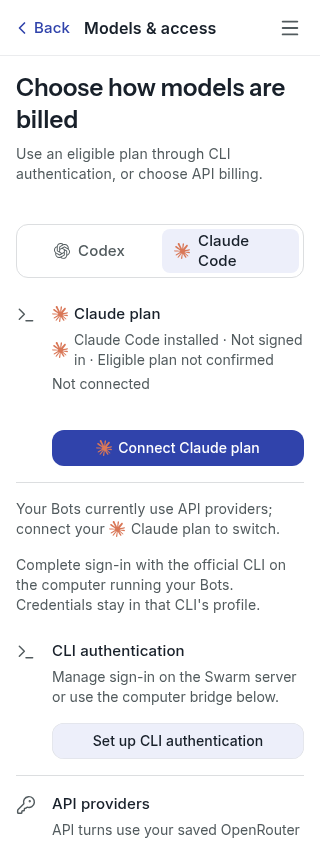 Back Models & access
Choose how models are
billed
Use an eligible plan through CLI
authentication, or choose API billing.
Codex
Claude
Code
Claude plan
Claude Code installed · Not signed
in · Eligible plan not confirmed
Not connected
Connect Claude plan
Your Bots currently use API providers;
connect your Claude plan to switch.
Complete sign-in with the official CLI on
the computer running your Bots.
Credentials stay in that CLI's profile.
CLI authentication
Manage sign-in on the Swarm server
or use the computer bridge below.
Set up CLI authentication
API providers
API turns use your saved OpenRouter